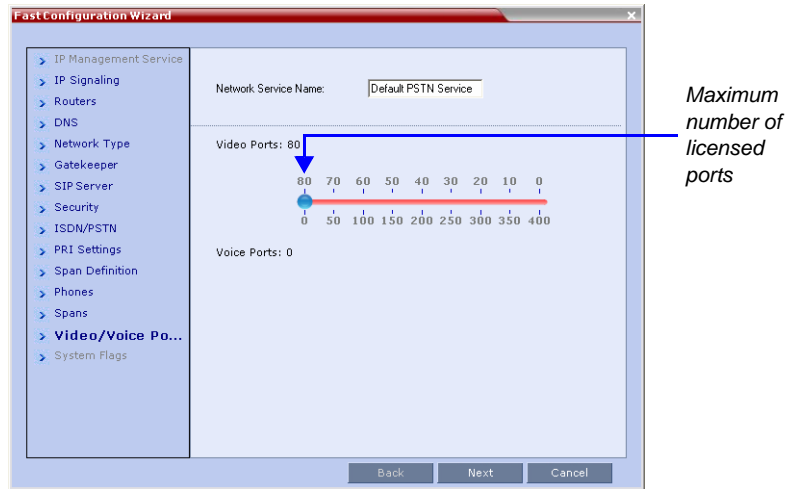 Fast Configuration Wizard
IP Management Service
IP Signaling
Routers
DNS
Network Type
Gatekeeper
SIP Server
Security
ISDN/PSTN
PRI Settings
Span Definition
Phones
Spans
Video/Voice Po...
System Flags
Network Service Name: Default PSTN Service
Video Ports: 80
80 70 60 50 40 30 20 10 0
0 50 100 150 200 250 300 350 400
Voice Ports: 0
Back Next Cancel
Maximum
number of
licensed
ports